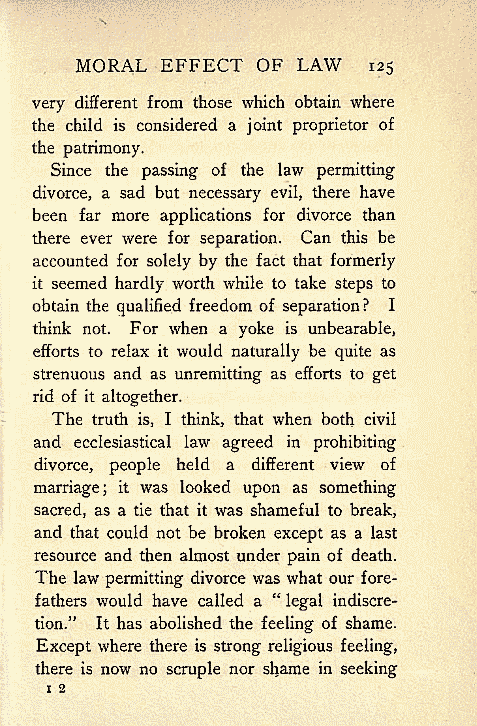 MORAL EFFECT OF LAW 125
very different from those which obtain where
the child is considered a joint proprietor of
the patrimony.
Since the passing of the law permitting
divorce, a sad but necessary evil, there have
been far more applications for divorce than
there ever were for separation. Can this be
accounted for solely by the fact that formerly
it seemed hardly worth while to take steps to
obtain the qualified freedom of separation? I
think not. For when a yoke is unbearable,
efforts to relax it would naturally be quite as
strenuous and as unremitting as efforts to get
rid of it altogether.
The truth is, I think, that when both civil
and ecclesiastical law agreed in prohibiting
divorce, people held a different view of
marriage; it was looked upon as something
sacred, as a tie that it was shameful to break,
and that could not be broken except as a last
resource and then almost under pain of death.
The law permitting divorce was what our fore-
fathers would have called a "legal indiscre-
tion." It has abolished the feeling of shame.
Except where there is strong religious feeling,
there is now no scruple nor shame in seeking
1 2